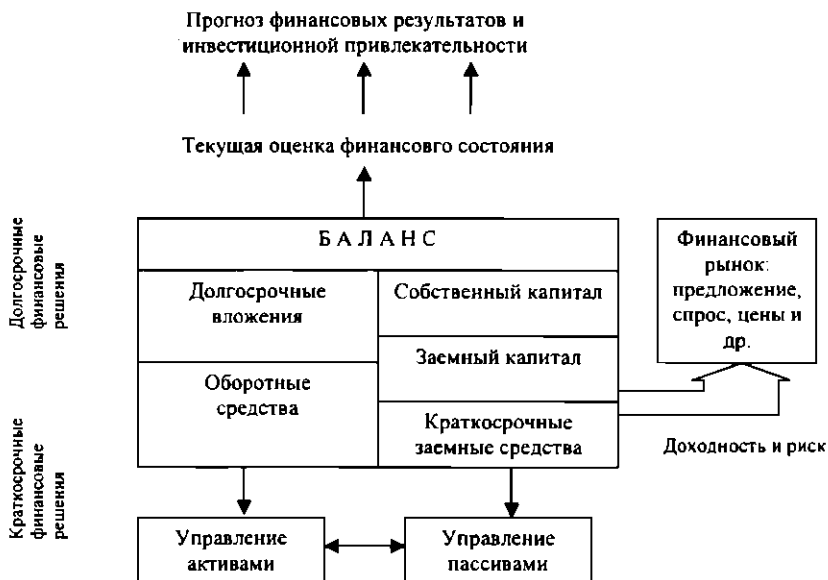 Прогноз финансовых результатов и
инвестиционной привлекательности
Текущая оценка финансовго состояния
Долгосрочные
финансовые
решения
Б А Л А Н С
Долгосрочные
вложения
Собственный капитал
Заемный капитал
Оборотные
средства
Краткосрочные
заемные средства
Финансовый
рынок:
предложение,
спрос, цены и
др.
Доходность и риск
Краткосрочные
финансовые
решения
Управление
активами
Управление
пассивами